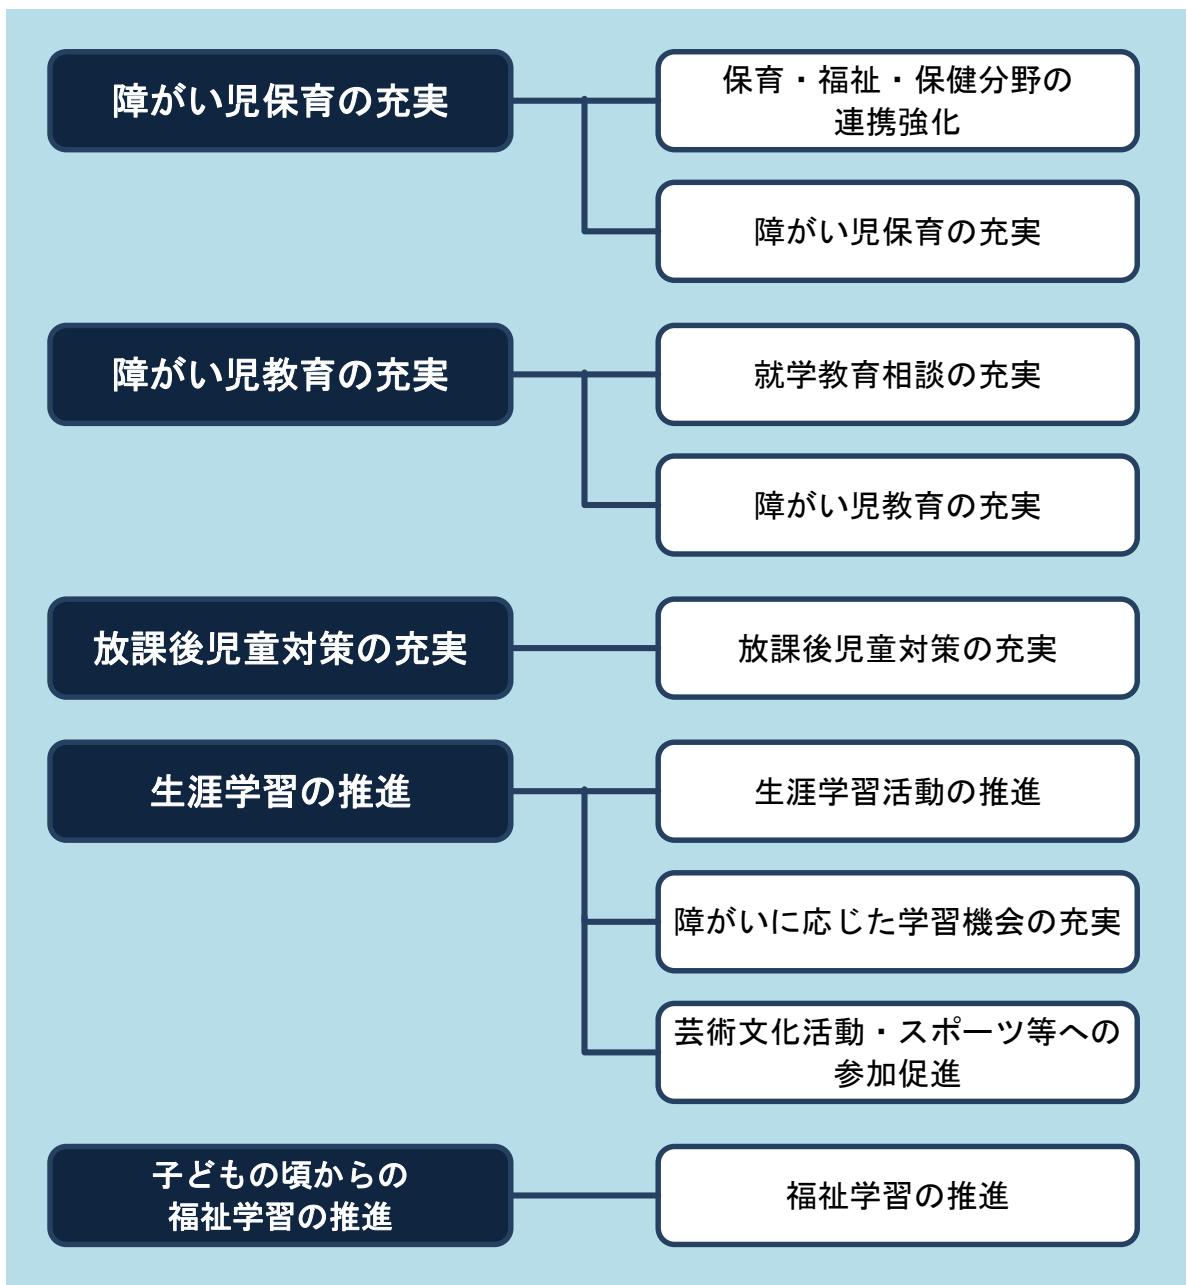 障がい児保育の充実
保育・福祉・保健分野の
連携強化
障がい児保育の充実
障がい児教育の充実
就学教育相談の充実
障がい児教育の充実
放課後児童対策の充実
放課後児童対策の充実
生涯学習の推進
生涯学習活動の推進
障がいに応じた学習機会の充実
芸術文化活動・スポーツ等への
参加促進
子どもの頃からの
福祉学習の推進
福祉学習の推進